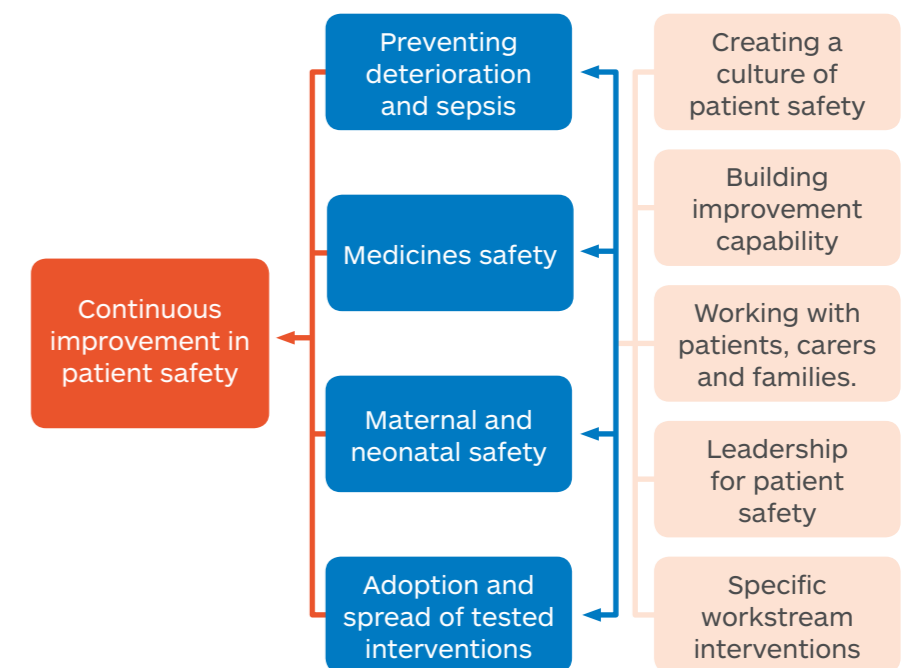 Continuous
improvement in
patient safety
Preventing
deterioration
and sepsis
Medicines safety
Maternal and
neonatal safety
Adoption and
spread of tested
interventions
Creating a
culture of
patient safety
Building
improvement
capability
Working with
patients, carers
and families.
Leadership
for patient
safety
Specific
workstream
interventions